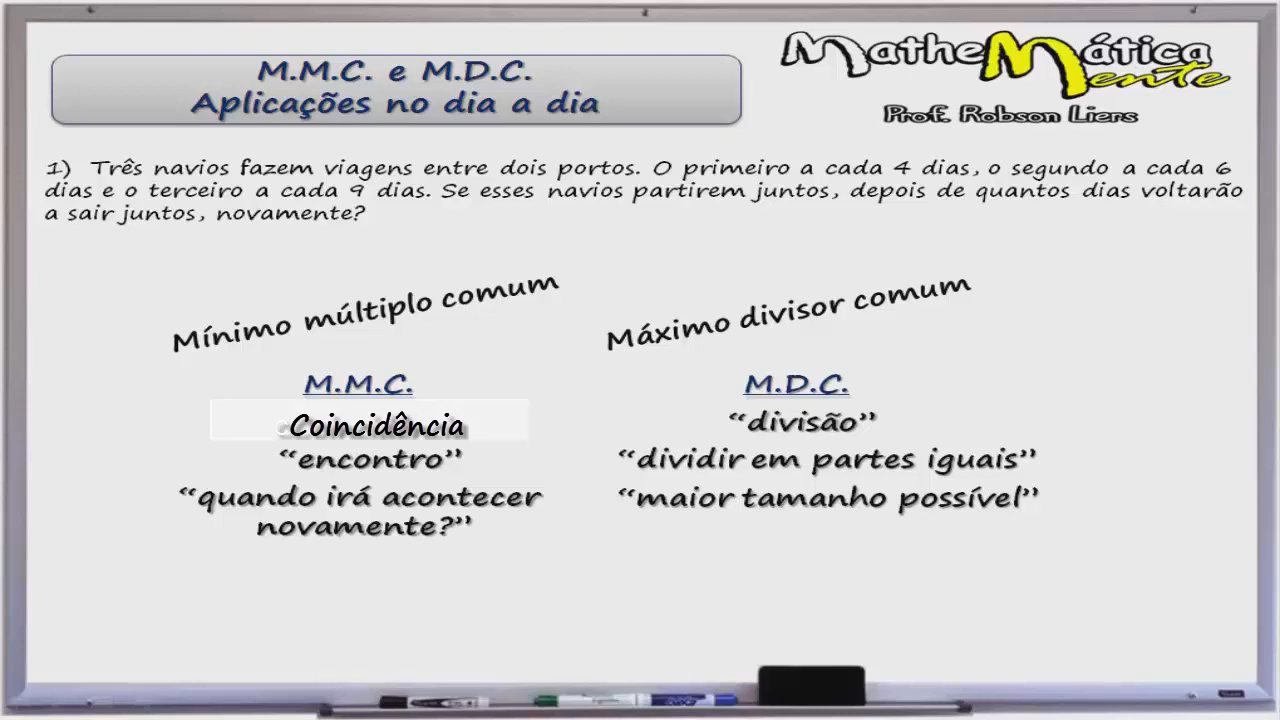 M.M.C. e M.D.C.
Aplicações no dia a dia
MatheMática
Mente
Prof. Robson Liers
1) Três navios fazem viagens entre dois portos. O primeiro a cada 4 dias, o segundo a cada 6
dias e o terceiro a cada 9 dias. Se esses navios partirem juntos, depois de quantos dias voltarão
a sair juntos, novamente?
Mínimo múltiplo comum
Máximo divisor comum
M.M.C.
Coincidência
“encontro”
“quando irá acontecer
novamente?”
M.D.C.
“divisão”
“dividir em partes iguais”
“maior tamanho possível”